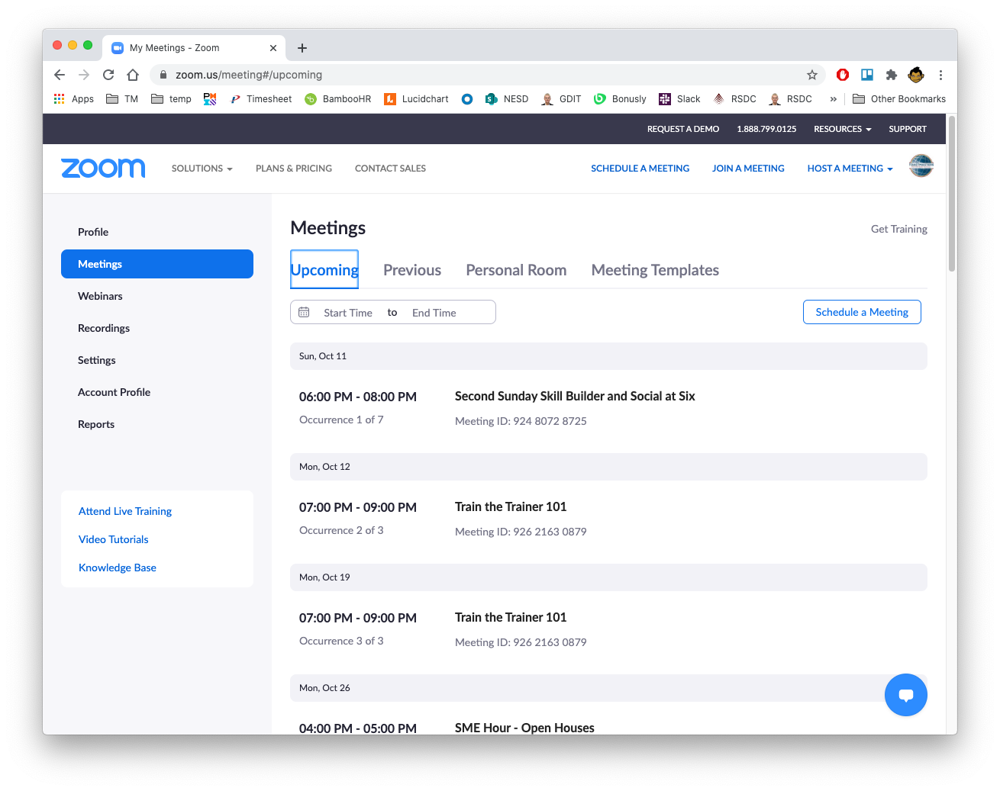 My Meetings - Zoom
zoom.us/meeting#/upcoming
Apps TM temp Timesheet BambooHR Lucidchart NESD GDIT Bonusly Slack RSDC RSDC » Other Bookmarks
REQUEST A DEMO 1.888.799.0125 RESOURCES SUPPORT
zoom SOLUTIONS PLANS & PRICING CONTACT SALES SCHEDULE A MEETING JOIN A MEETING HOST A MEETING
Profile
Meetings
Webinars
Recordings
Settings
Account Profile
Reports
Attend Live Training
Video Tutorials
Knowledge Base
Meetings
Get Training
Upcoming Previous Personal Room Meeting Templates
Start Time to End Time
Schedule a Meeting
Sun, Oct 11
06:00 PM - 08:00 PM Second Sunday Skill Builder and Social at Six
Occurrence 1 of 7 Meeting ID: 924 8072 8725
Mon, Oct 12
07:00 PM - 09:00 PM Train the Trainer 101
Occurrence 2 of 3 Meeting ID: 926 2163 0879
Mon, Oct 19
07:00 PM - 09:00 PM Train the Trainer 101
Occurrence 3 of 3 Meeting ID: 926 2163 0879
Mon, Oct 26
04:00 PM - 05:00 PM SME Hour - Open Houses